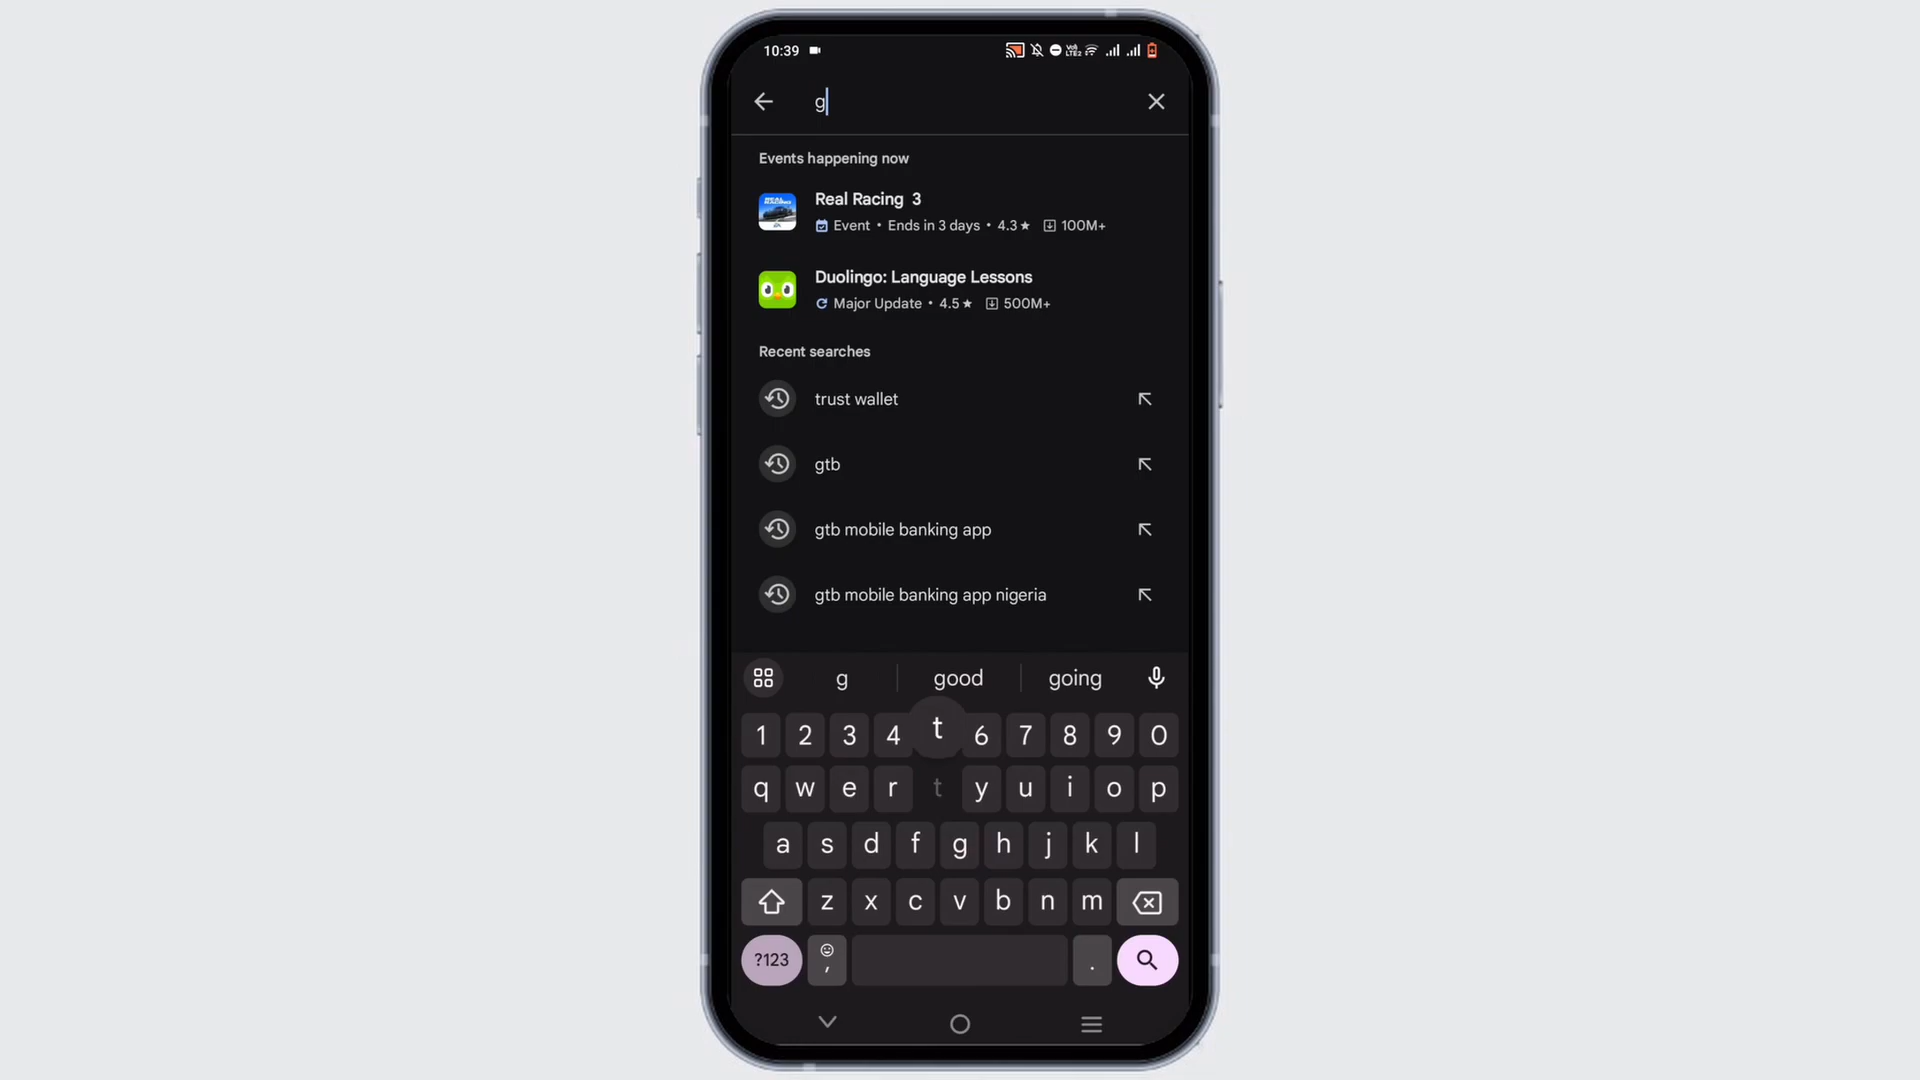 10:39
g
Events happening now
Real Racing 3
Event • Ends in 3 days • 4.3★ 100M+
Duolingo: Language Lessons
Major Update • 4.5★ 500M+
Recent searches
trust wallet
gtb
gtb mobile banking app
gtb mobile banking app nigeria
g good going
1 2 3 4 t 6 7 8 9 0
q w e r t y u i o p
a s d f g h j k l
z x c v b n m
?123 , .